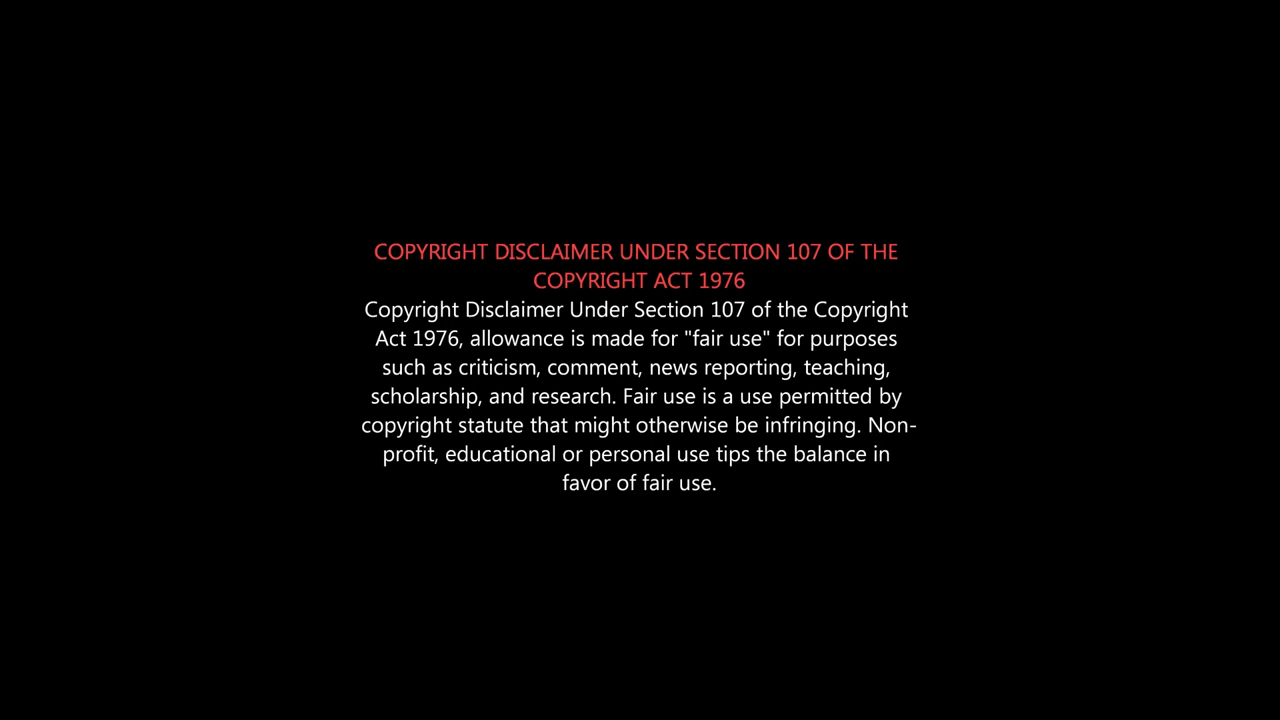 COPYRIGHT DISCLAIMER UNDER SECTION 107 OF THE
COPYRIGHT ACT 1976
Copyright Disclaimer Under Section 107 of the Copyright
Act 1976, allowance is made for "fair use" for purposes
such as criticism, comment, news reporting, teaching,
scholarship, and research. Fair use is a use permitted by
copyright statute that might otherwise be infringing. Non-
profit, educational or personal use tips the balance in
favor of fair use.